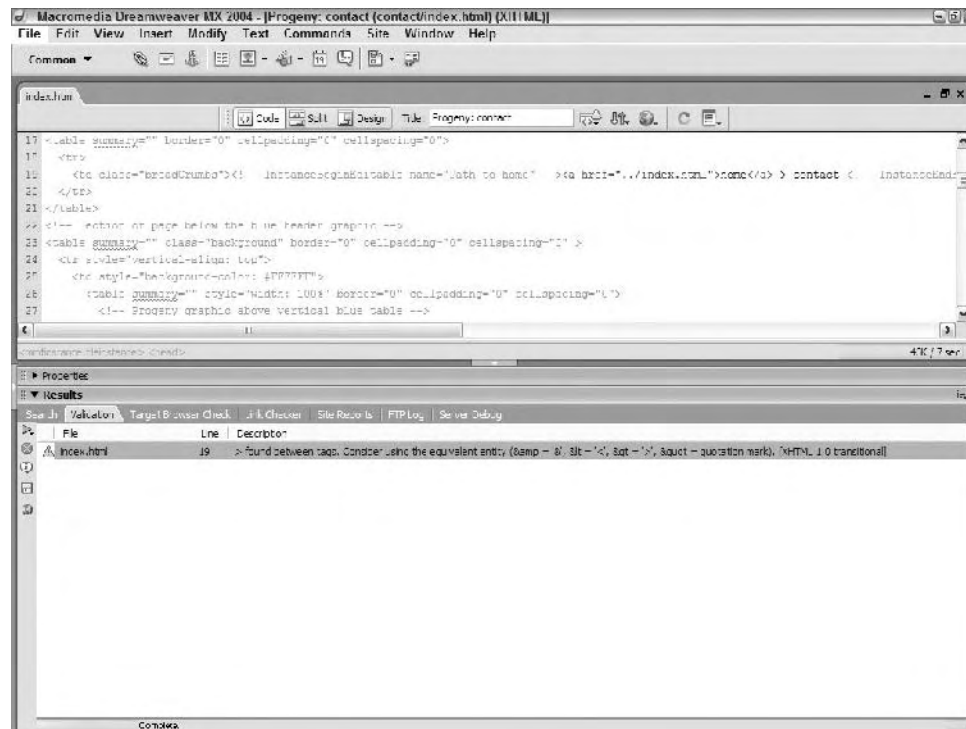 Macromedia Dreamweaver MX 2004 - [Progeny: contact (contact/index.html) (XHTML)]
File Edit View Insert Modify Text Commands Site Window Help
Common
index.html
Code Split Design Title: Progeny: contact
17 <table summary="" border="0" cellpadding="0" cellspacing="0">
<tr>
19 <td class="breadCrumbs"><! InstanceBeginEditable name="Path to home" ><a href="../index.html">home</a> > contact <! InstanceEnd
</tr>
21 </table>
22 <!-- section of page below the blue header graphic -->
23 <table summary="" class="background" border="0" cellpadding="0" cellspacing="0" >
24 <tr style="vertical-align: top">
25 <td style="background-color: #FFFFFF">
26 <table summary="" style="width: 100%" border="0" cellpadding="0" cellspacing="0">
27 <!-- Progeny graphic above vertical blue table -->
<head>
Properties
Results
Search Validation Target Browser Check Link Checker Site Reports FTP Log Server Debug
File Line Description
index.html 19 > found between tags. Consider using the equivalent entity (&amp = &, &lt = '<', &gt = '>', &quot = quotation mark). [XHTML 1.0 transitional]
Complete.